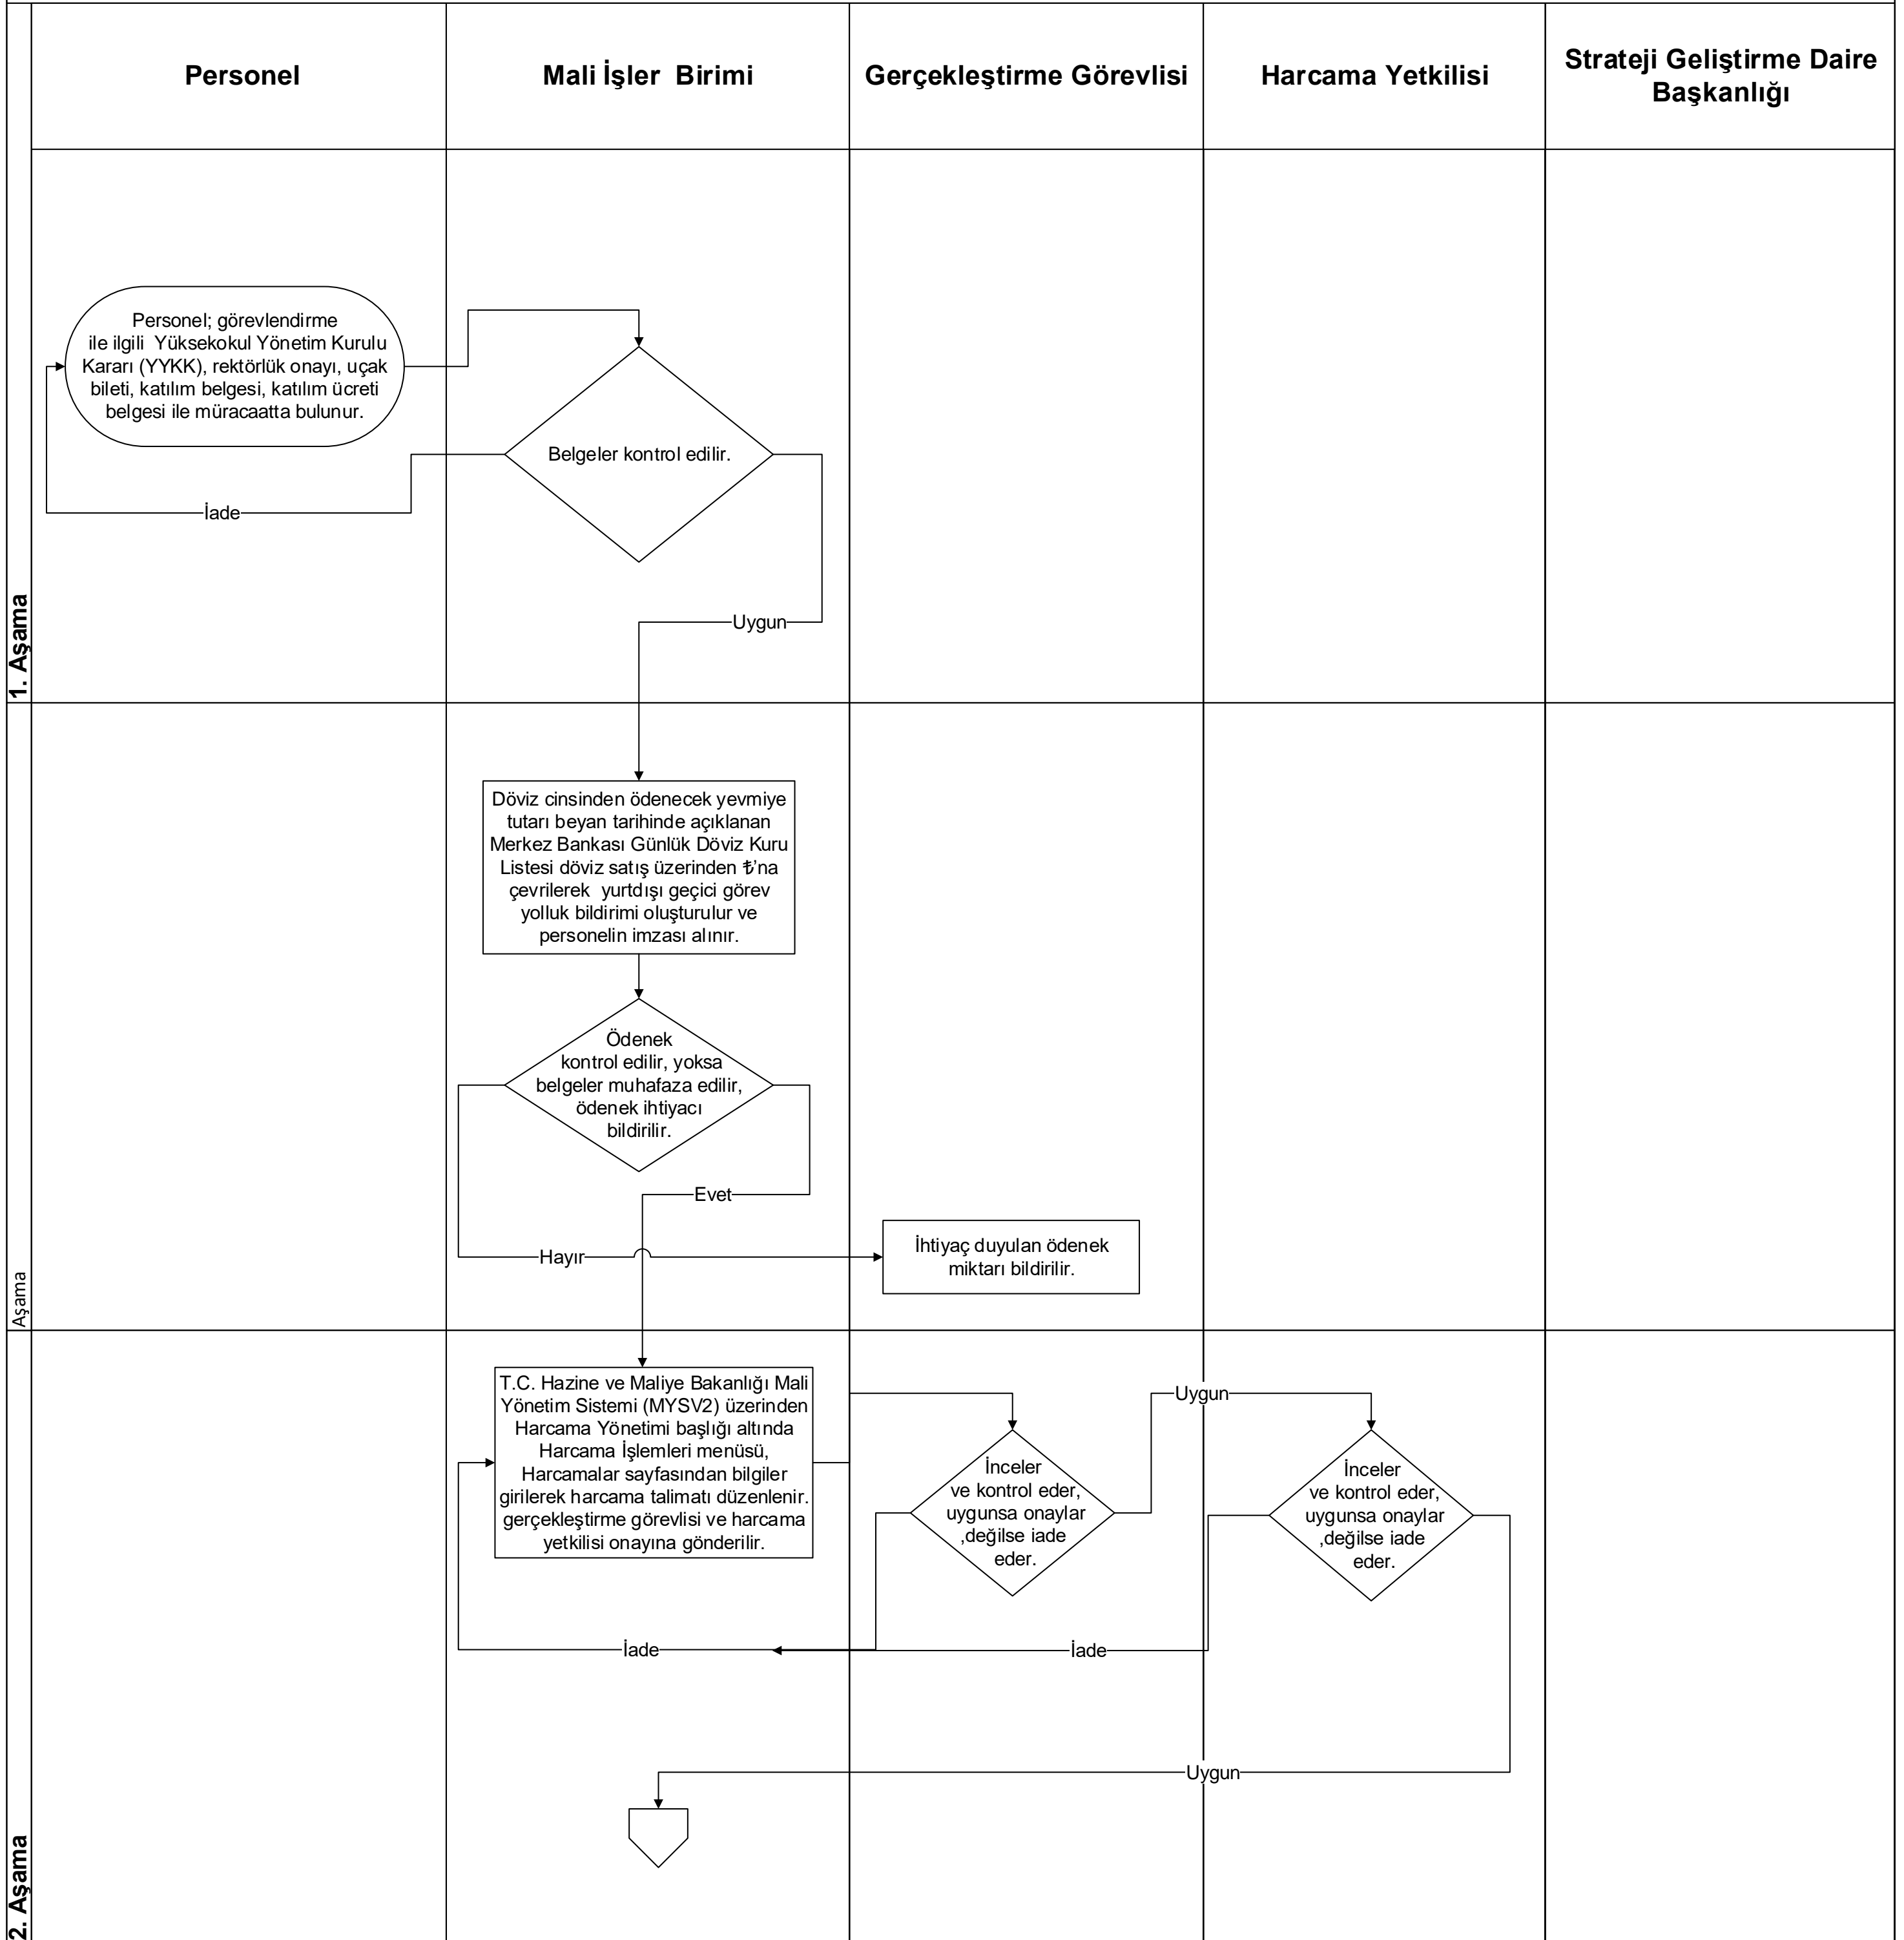 Personel
Mali İşler  Birimi
Gerçekleştirme Görevlisi
Harcama Yetkilisi
Strateji Geliştirme Daire
Başkanlığı
1. Aşama
Personel; görevlendirme
ile ilgili  Yüksekokul Yönetim Kurulu
Kararı (YYKK), rektörlük onayı, uçak
bileti, katılım belgesi, katılım ücreti
belgesi ile müracaatta bulunur.
Belgeler kontrol edilir.
İade
Uygun
Aşama
Döviz cinsinden ödenecek yevmiye
tutarı beyan tarihinde açıklanan
Merkez Bankası Günlük Döviz Kuru
Listesi döviz satış üzerinden ₺’na
çevrilerek  yurtdışı geçici görev
yolluk bildirimi oluşturulur ve
personelin imzası alınır.
Ödenek
kontrol edilir, yoksa
belgeler muhafaza edilir,
ödenek ihtiyacı
bildirilir.
Evet
Hayır
İhtiyaç duyulan ödenek
miktarı bildirilir.
2. Aşama
T.C. Hazine ve Maliye Bakanlığı Mali
Yönetim Sistemi (MYSV2) üzerinden
Harcama Yönetimi başlığı altında
Harcama İşlemleri menüsü,
Harcamalar sayfasından bilgiler
girilerek harcama talimatı düzenlenir.
gerçekleştirme görevlisi ve harcama
yetkilisi onayına gönderilir.
İnceler
ve kontrol eder,
uygunsa onaylar
,değilse iade
eder.
Uygun
İnceler
ve kontrol eder,
uygunsa onaylar
,değilse iade
eder.
İade
İade
Uygun